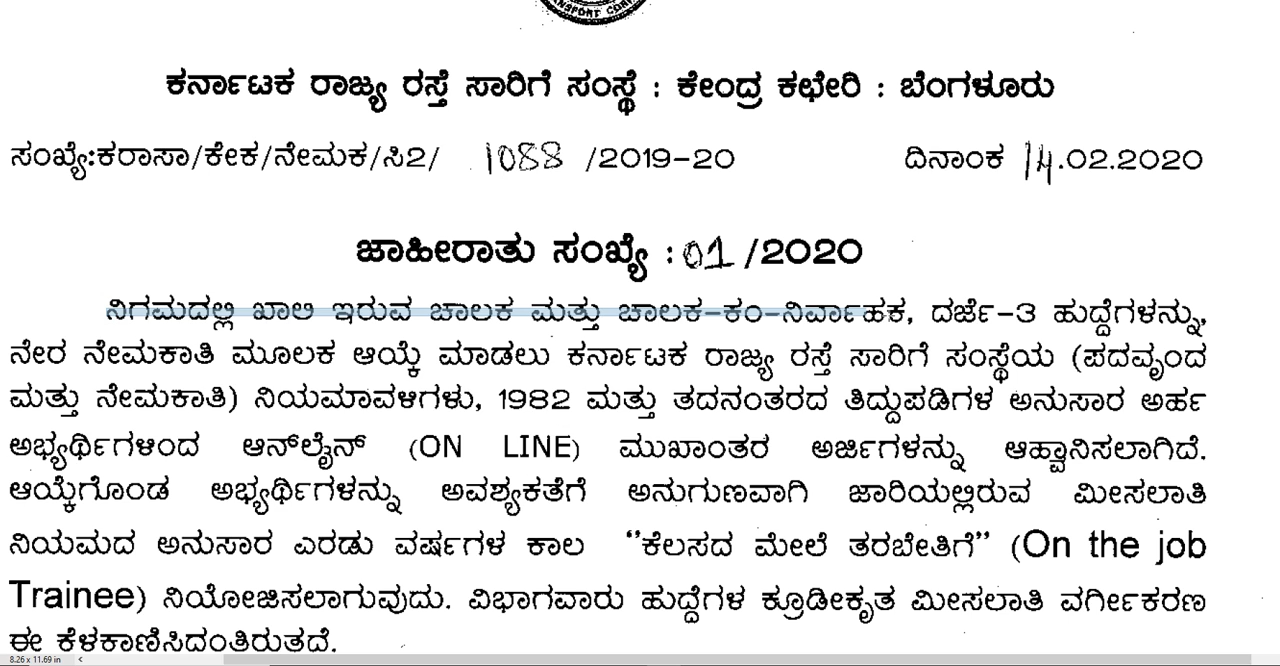 NSPORT COR
ಕರ್ನಾಟಕ ರಾಜ್ಯ ರಸ್ತೆ ಸಾರಿಗೆ ಸಂಸ್ಥೆ : ಕೇಂದ್ರ ಕಛೇರಿ : ಬೆಂಗಳೂರು
ಸಂಖ್ಯೆ:ಕರಾಸಾ/ಕೇಕ/ನೇಮಕ/ಸಿ2/ 1088 /2019-20 ದಿನಾಂಕ 14.02.2020
ಜಾಹೀರಾತು ಸಂಖ್ಯೆ :01/2020
ನಿಗಮದಲ್ಲಿ ಖಾಲಿ ಇರುವ ಚಾಲಕ ಮತ್ತು ಚಾಲಕ-ಕಂ-ನಿರ್ವಾಹಕ, ದರ್ಜೆ-3 ಹುದ್ದೆಗಳನ್ನು,
ನೇರ ನೇಮಕಾತಿ ಮೂಲಕ ಆಯ್ಕೆ ಮಾಡಲು ಕರ್ನಾಟಕ ರಾಜ್ಯ ರಸ್ತೆ ಸಾರಿಗೆ ಸಂಸ್ಥೆಯ (ಪದವೃಂದ
ಮತ್ತು ನೇಮಕಾತಿ) ನಿಯಮಾವಳಿಗಳು, 1982 ಮತ್ತು ತದನಂತರದ ತಿದ್ದುಪಡಿಗಳ ಅನುಸಾರ ಅರ್ಹ
ಅಭ್ಯರ್ಥಿಗಳಿಂದ ಆನ್‌ಲೈನ್ (ON LINE) ಮುಖಾಂತರ ಅರ್ಜಿಗಳನ್ನು ಆಹ್ವಾನಿಸಲಾಗಿದೆ.
ಆಯ್ಕೆಗೊಂಡ ಅಭ್ಯರ್ಥಿಗಳನ್ನು ಅವಶ್ಯಕತೆಗೆ ಅನುಗುಣವಾಗಿ ಜಾರಿಯಲ್ಲಿರುವ ಮೀಸಲಾತಿ
ನಿಯಮದ ಅನುಸಾರ ಎರಡು ವರ್ಷಗಳ ಕಾಲ "ಕೆಲಸದ ಮೇಲೆ ತರಬೇತಿಗೆ" (On the job
Trainee) ನಿಯೋಜಿಸಲಾಗುವುದು. ವಿಭಾಗವಾರು ಹುದ್ದೆಗಳ ಕ್ರೂಡೀಕೃತ ಮೀಸಲಾತಿ ವರ್ಗೀಕರಣ
ಈ ಕೆಳಕಾಣಿಸಿದಂತಿರುತ್ತದೆ.
8.26 x 11.69 in